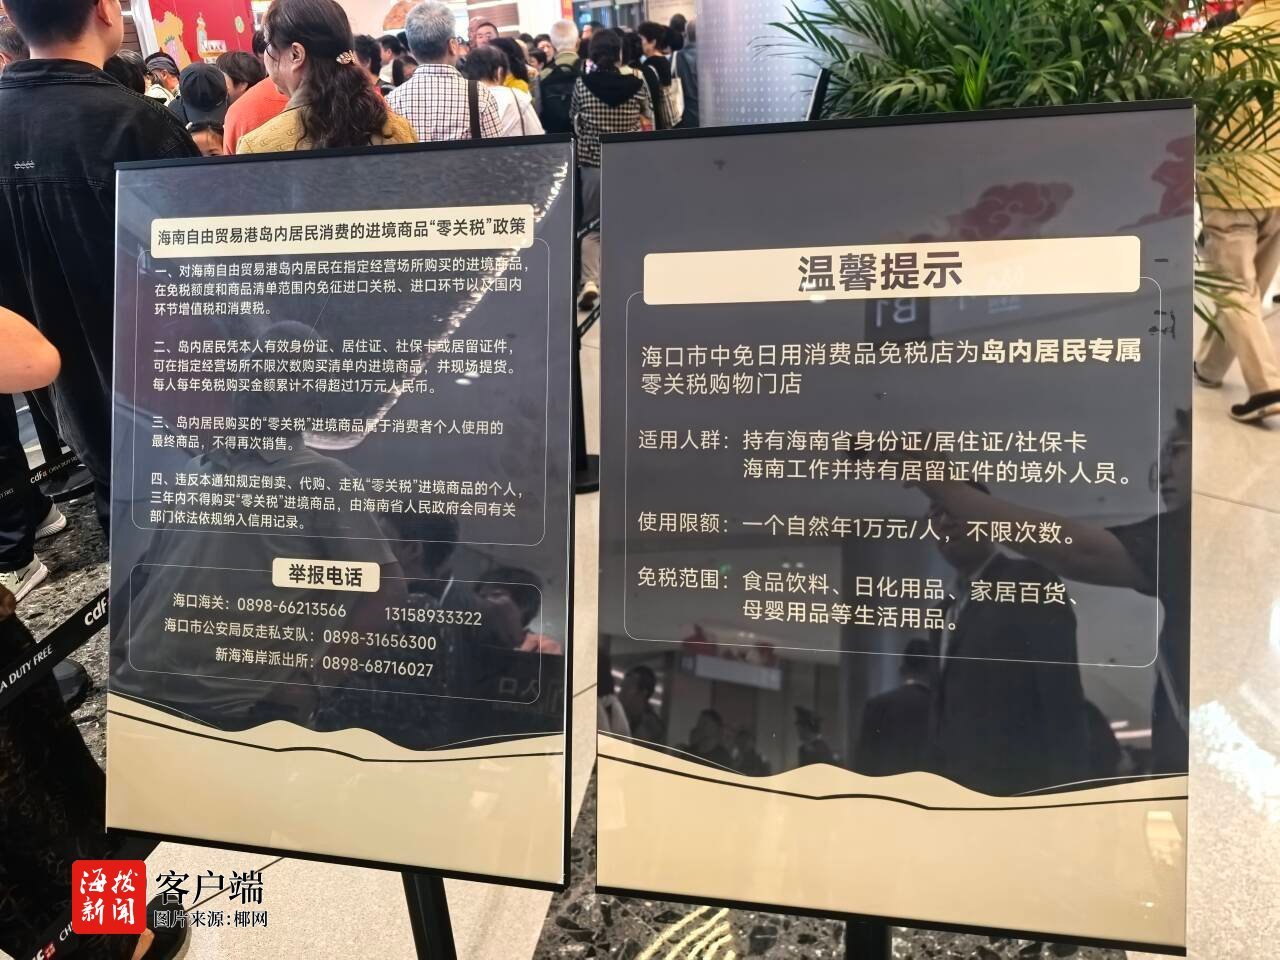 海南自由贸易港岛内居民消费的进境商品“零关税”政策
一、对海南自由贸易港岛内居民在指定经营场所购买的进境商品，
在免税额度和商品清单范围内免征进口关税、进口环节以及国内
环节增值税和消费税。
二、岛内居民凭本人有效身份证、居住证、社保卡或居留证件，
可在指定经营场所不限次数购买清单内进境商品，并现场提货。
每人每年免税购买金额累计不得超过1万元人民币。
三、岛内居民购买的“零关税”进境商品属于消费者个人使用的
最终商品，不得再次销售。
四、违反本通知规定倒卖、代购、走私“零关税”进境商品的个人，
三年内不得购买“零关税”进境商品，由海南省人民政府会同有关
部门依法依规纳入信用记录。
举报电话
海口海关：0898-66213566 13158933322
海口市公安局反走私支队：0898-31656300
新海海岸派出所：0898-68716027
温馨提示
海口市中免日用消费品免税店为岛内居民专属
零关税购物门店
适用人群：持有海南省身份证/居住证/社保卡
海南工作并持有居留证件的境外人员。
使用限额：一个自然年1万元/人，不限次数。
免税范围：食品饮料、日化用品、家居百货、
母婴用品等生活用品。
B1
cdf CHINA DUTY FREE
cdf
A DUTY FREE
海拔
新闻
客户端
图片来源:椰网